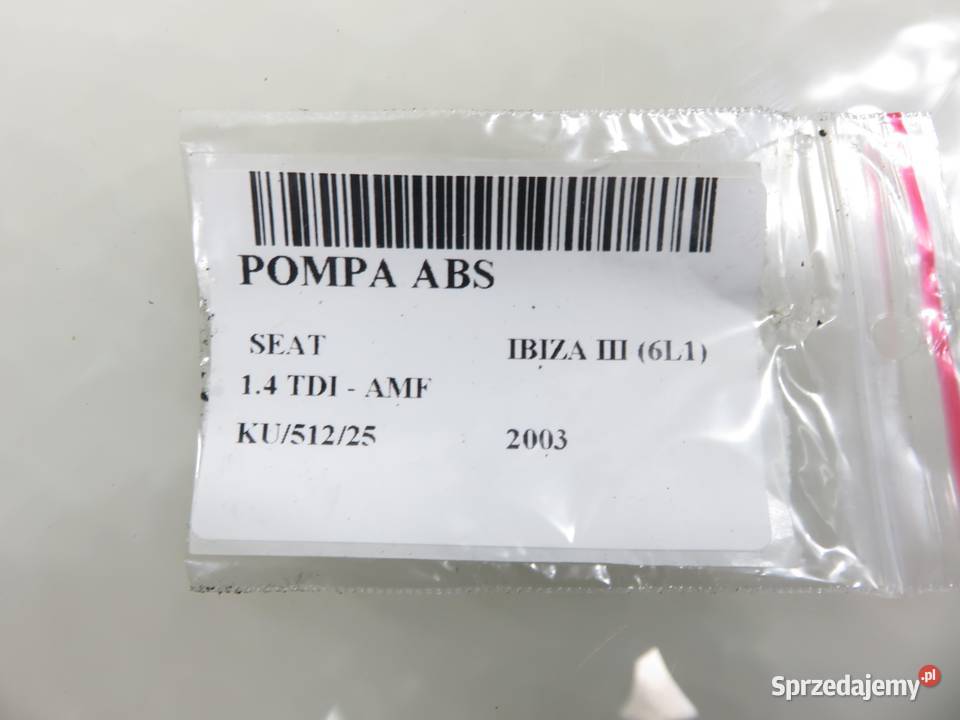 POMPA ABS
SEAT IBIZA III (6L1)
1.4 TDI - AMF
KU/512/25 2003
Sprzedajemy.pl